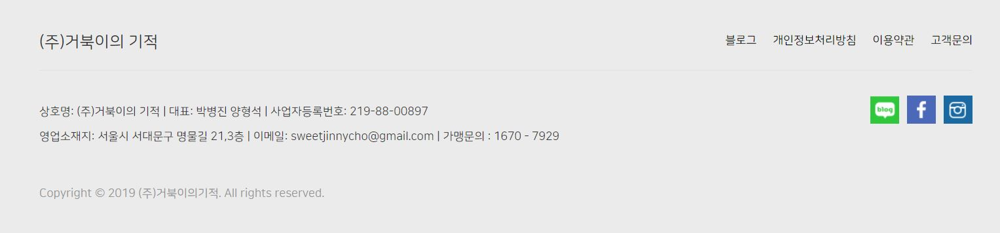 (주)거북이의 기적
블로그 개인정보처리방침 이용약관 고객문의
상호명: (주)거북이의 기적 | 대표: 박병진 양형석 | 사업자등록번호: 219-88-00897
blog
영업소재지: 서울시 서대문구 명물길 21,3층 | 이메일: sweetjinnycho@gmail.com | 가맹문의 : 1670 - 7929
Copyright © 2019 (주)거북이의기적. All rights reserved.